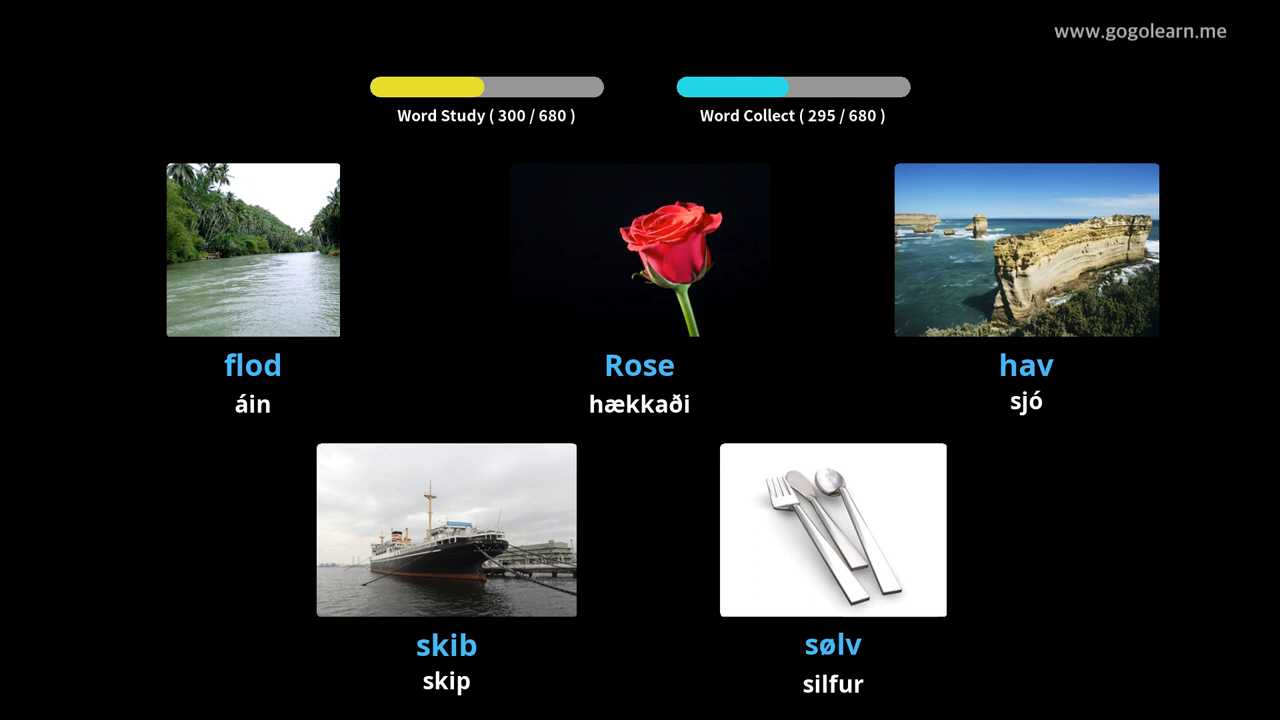 www.gogolearn.me
Word Study ( 300 / 680 )
Word Collect ( 295 / 680 )
flod
áin
Rose
hækkaði
hav
sjó
skib
skip
sølv
silfur